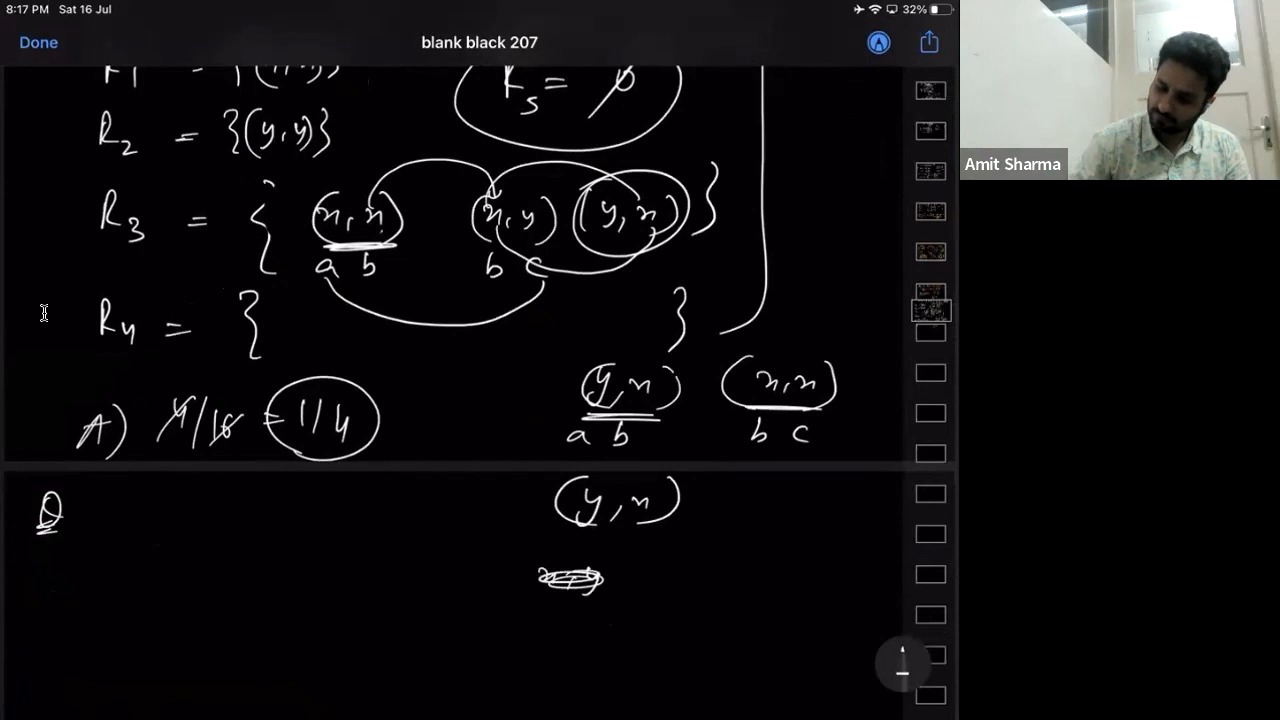 8:17 PM Sat 16 Jul 32%
Done blank black 207
R₂ = {(y, y)}
R₅ = φ
R₃ = { (x, x) (x, y) (y, x) }
a b b c
R₄ = { }
(y, x) (x, x)
a b b c
A) 4/16 = 1/4
Q (y, x)
Amit Sharma